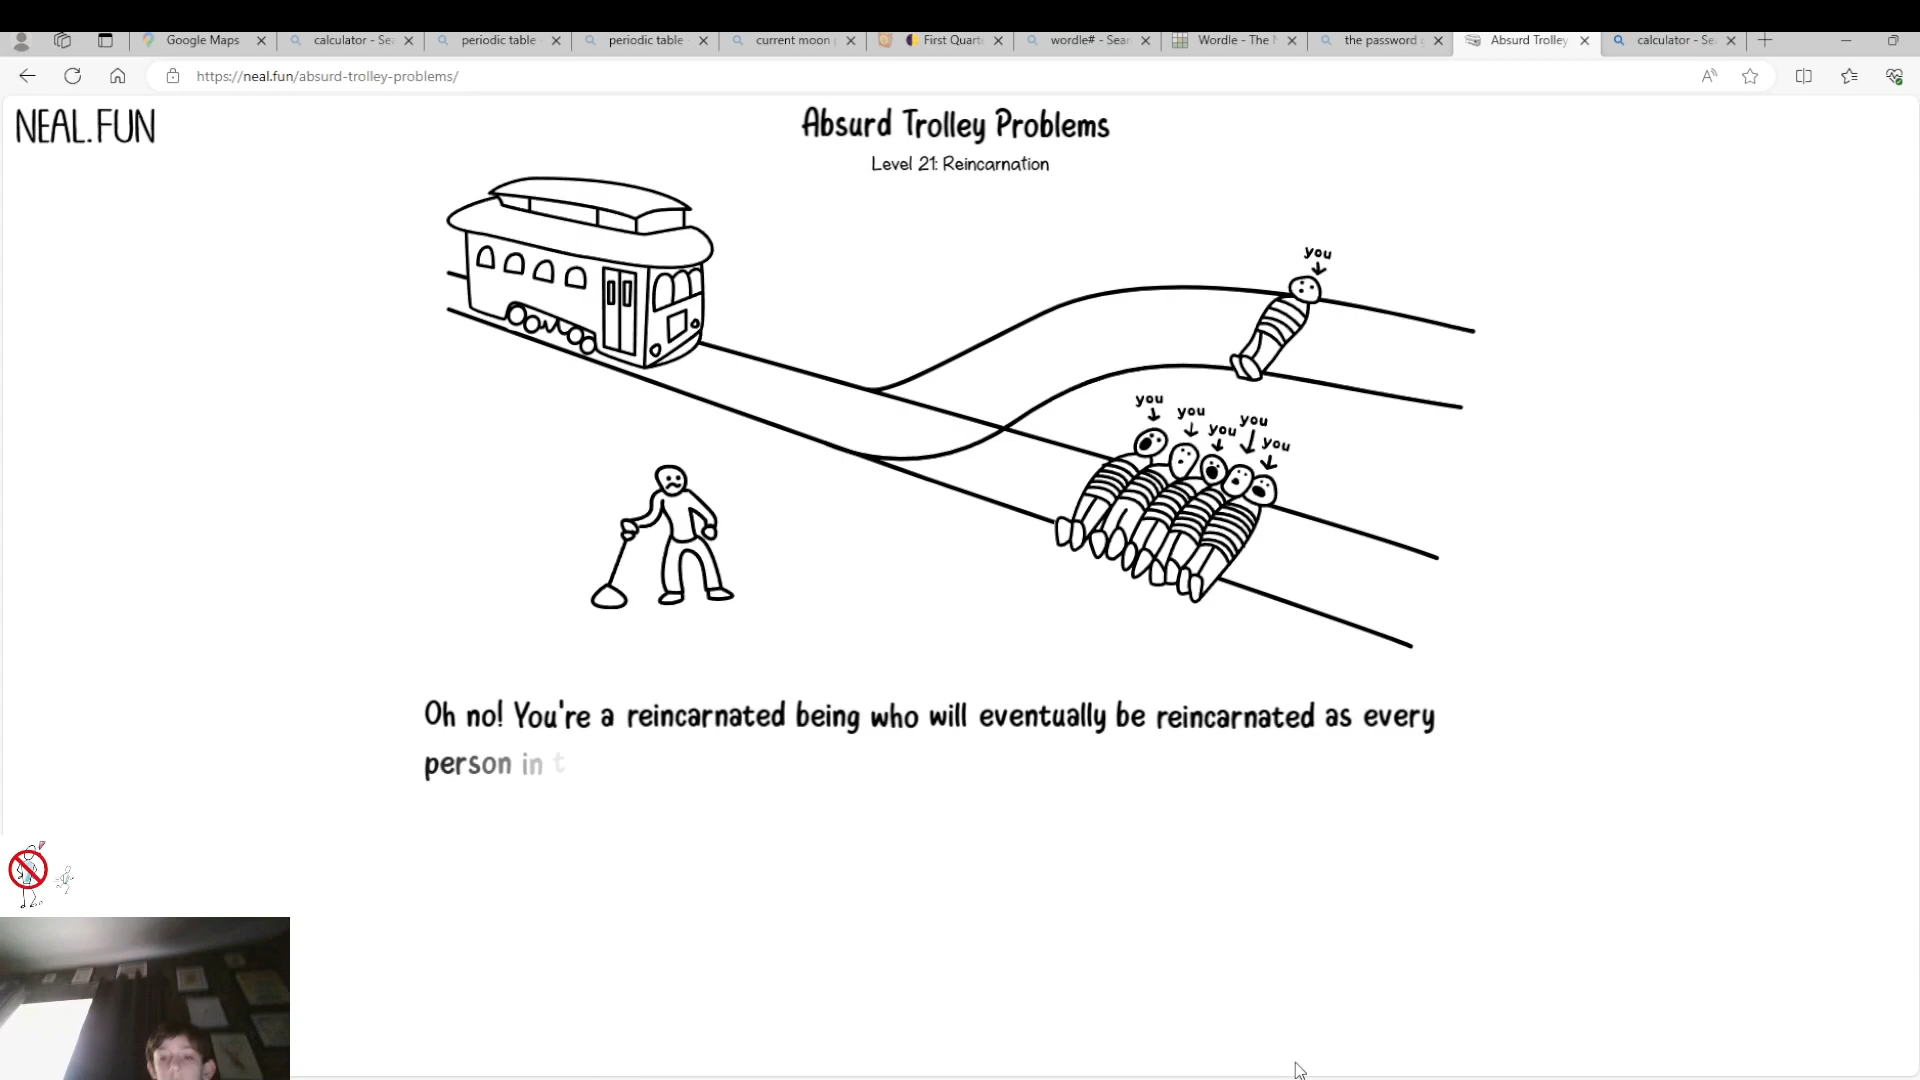 Google Maps
calculator - Se
periodic table
periodic table
current moon
First Quart
wordle# - Sear
Wordle - The
the password
Absurd Trolley
calculator - Se
https://neal.fun/absurd-trolley-problems/
NEAL.FUN
Absurd Trolley Problems
Level 21: Reincarnation
you
you
you
you
you
you
Oh no! You're a reincarnated being who will eventually be reincarnated as every
person in t